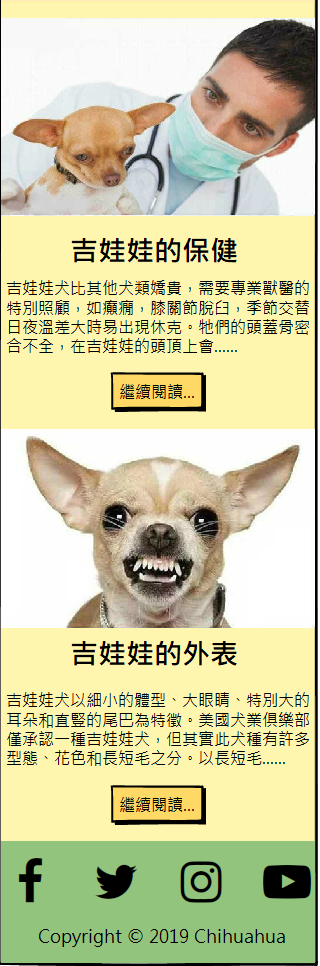 吉娃娃的保健
吉娃娃犬比其他犬類嬌貴，需要專業獸醫的
特別照顧，如癲癇，膝關節脫臼，季節交替
日夜溫差大時易出現休克。牠們的頭蓋骨密
合不全，在吉娃娃的頭頂上會......
繼續閱讀...
吉娃娃的外表
吉娃娃犬以細小的體型、大眼睛、特別大的
耳朵和直豎的尾巴為特徵。美國犬業俱樂部
僅承認一種吉娃娃犬，但其實此犬種有許多
型態、花色和長短毛之分。以長短毛......
繼續閱讀...
Copyright © 2019 Chihuahua